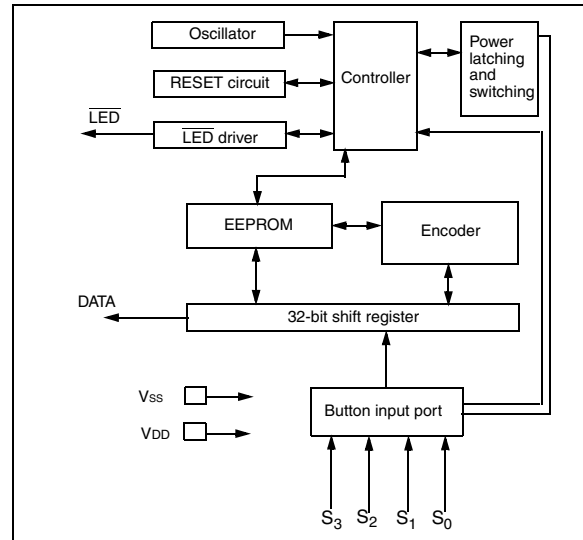 Oscillator
RESET circuit
LED
LED driver
Controller
Power
latching
and
switching
EEPROM
Encoder
DATA
32-bit shift register
VSS
VDD
Button input port
S3 S2 S1 S0